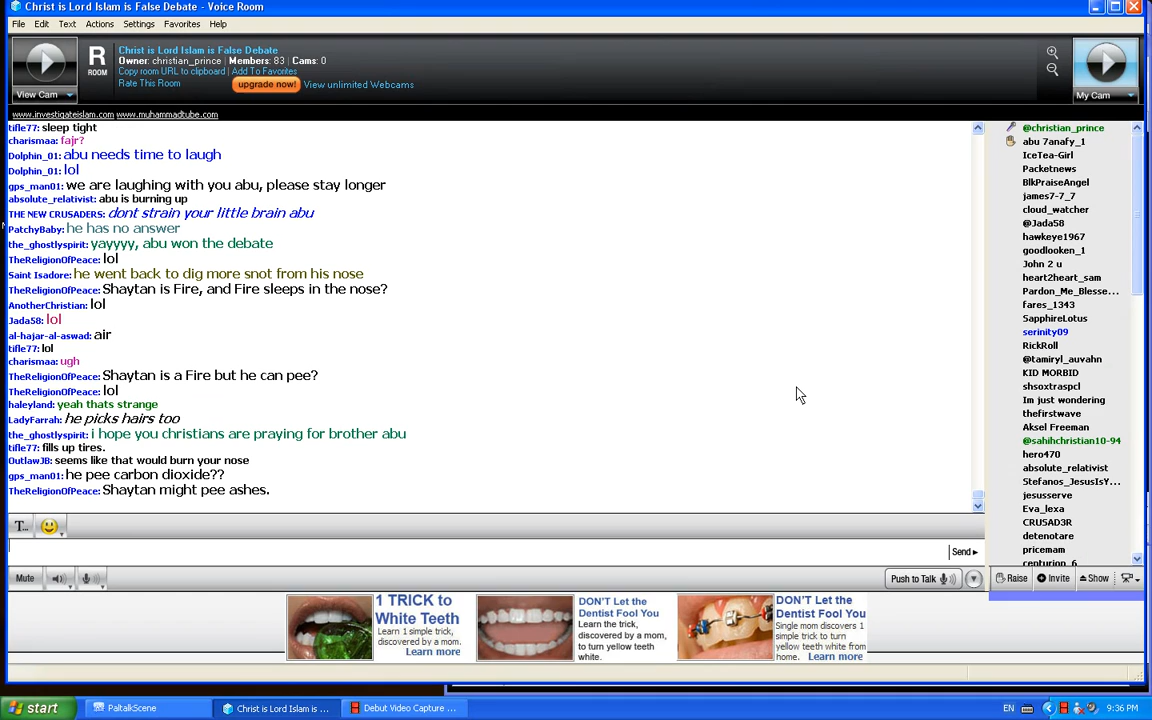 Christ is Lord Islam is False Debate - Voice Room
File Edit Text Actions Settings Favorites Help
Christ is Lord Islam is False Debate
R
ROOM
Owner: christian_prince | Members: 83 | Cams: 0
Copy room URL to clipboard | Add To Favorites
Rate This Room
upgrade now! View unlimited Webcams
View Cam
My Cam
www.investigateislam.com www.muhammadtube.com
tifle77: sleep tight
charismaa: fajr?
Dolphin_01: abu needs time to laugh
Dolphin_01: lol
gps_man01: we are laughing with you abu, please stay longer
absolute_relativist: abu is burning up
THE NEW CRUSADERS: dont strain your little brain abu
PatchyBaby: he has no answer
the_ghostlyspirit: yayyyy, abu won the debate
TheReligionOfPeace: lol
Saint Isadore: he went back to dig more snot from his nose
TheReligionOfPeace: Shaytan is Fire, and Fire sleeps in the nose?
AnotherChristian: lol
Jada58: lol
al-hajar-al-aswad: air
tifle77: lol
charismaa: ugh
TheReligionOfPeace: Shaytan is a Fire but he can pee?
TheReligionOfPeace: lol
haleyland: yeah thats strange
LadyFarrah: he picks hairs too
the_ghostlyspirit: i hope you christians are praying for brother abu
tifle77: fills up tires.
OutlawJB: seems like that would burn your nose
gps_man01: he pee carbon dioxide??
TheReligionOfPeace: Shaytan might pee ashes.
@christian_prince
abu 7anafy_1
IceTea-Girl
Packetnews
BlkPraiseAngel
james7-7_7
cloud_watcher
@Jada58
hawkeye1967
goodlooken_1
John 2 u
heart2heart_sam
Pardon_Me_Blesse...
fares_1343
SapphireLotus
serinity09
RickRoll
@tamiryl_auvahn
KID MORBID
shsoxtraspcl
Im just wondering
thefirstwave
Aksel Freeman
@sahihchristian10-94
hero470
absolute_relativist
Stefanos_JesusIsY...
jesusserve
Eva_lexa
CRUSAD3R
detenotare
pricemam
centurion_6
T...
Send
Mute
Push to Talk
Raise Invite Show
1 TRICK to
White Teeth
Learn 1 simple trick,
discovered by a mom.
Learn more
DON'T Let the
Dentist Fool You
Learn the trick,
discovered by a mom,
to turn yellow teeth
white.
DON'T Let the
Dentist Fool You
Single mom discovers 1
simple trick to turn
yellow teeth white from
home. Learn more
start PaltalkScene Christ is Lord Islam is ... Debut Video Capture ... EN 9:36 PM